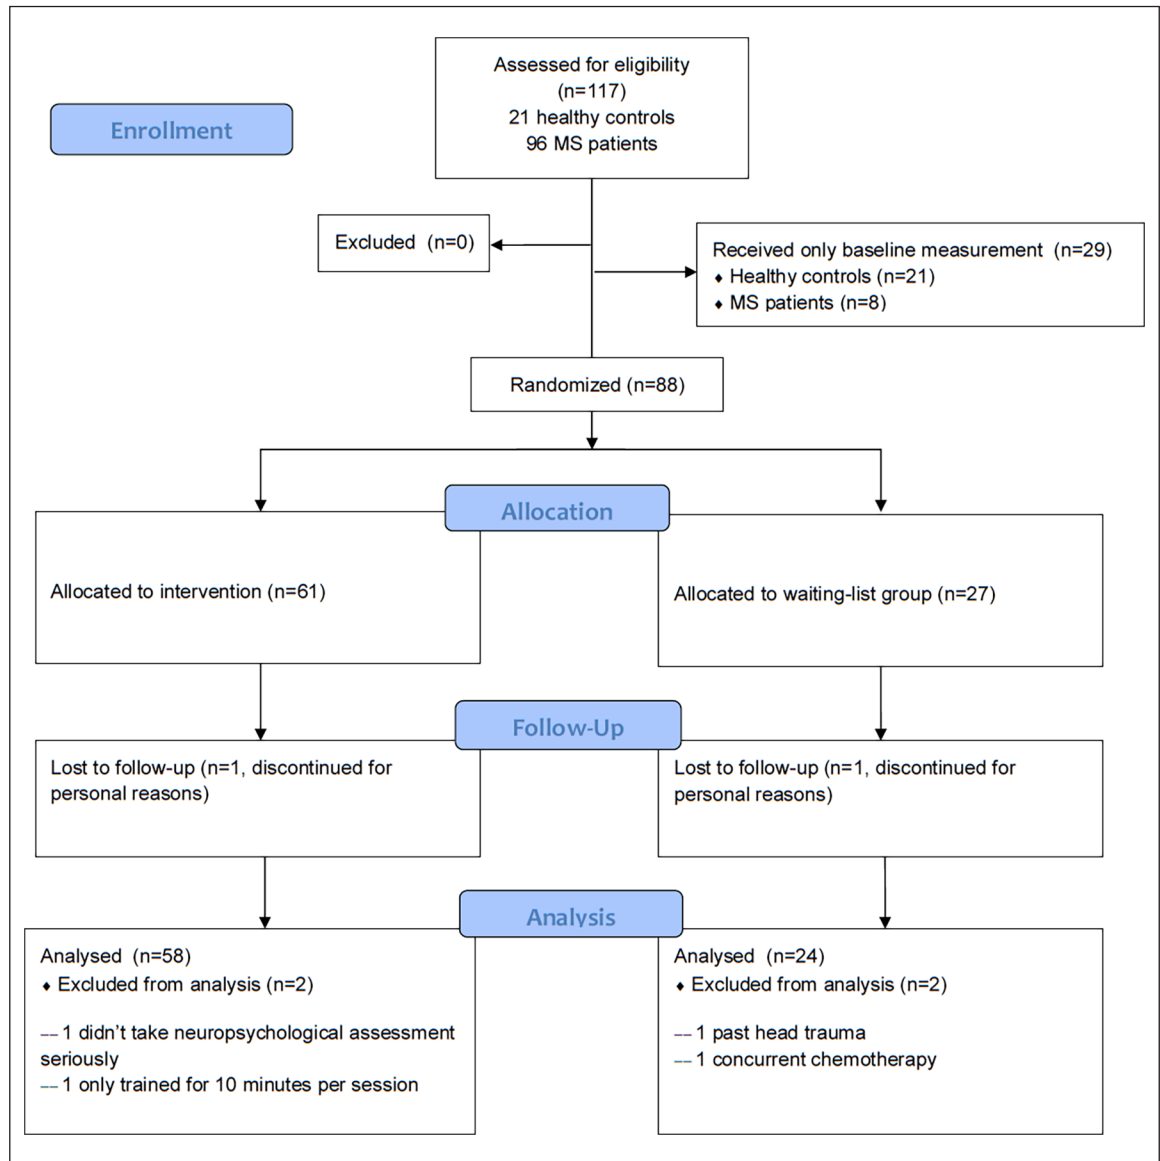 Assessed for eligibility
(n=117)
21 healthy controls
96 MS patients
Enrollment
Excluded (n=0)
Received only baseline measurement (n=29)
♦ Healthy controls (n=21)
♦ MS patients (n=8)
Randomized (n=88)
Allocation
Allocated to intervention (n=61)
Allocated to waiting-list group (n=27)
Follow-Up
Lost to follow-up (n=1, discontinued for
personal reasons)
Lost to follow-up (n=1, discontinued for
personal reasons)
Analysis
Analysed (n=58)
♦ Excluded from analysis (n=2)
-- 1 didn't take neuropsychological assessment
seriously
-- 1 only trained for 10 minutes per session
Analysed (n=24)
♦ Excluded from analysis (n=2)
-- 1 past head trauma
-- 1 concurrent chemotherapy